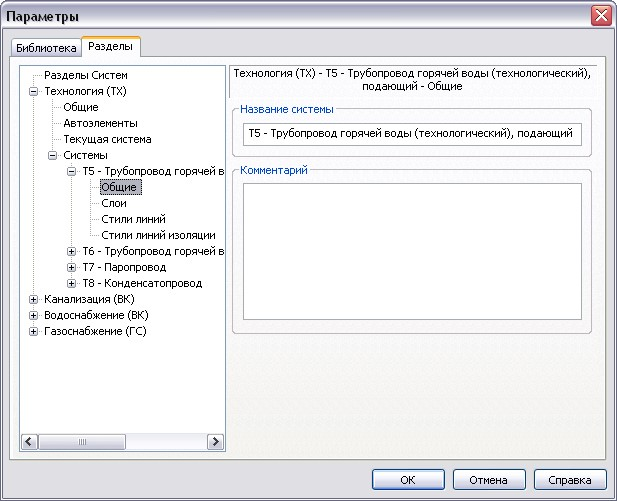 Параметры
Библиотека
Разделы
Разделы Систем
Технология (ТХ)
Общие
Автоэлементы
Текущая система
Системы
Т5 - Трубопровод горячей в
Общие
Слои
Стили линий
Стили линий изоляции
Т6 - Трубопровод горячей в
Т7 - Паропровод
Т8 - Конденсатопровод
Канализация (ВК)
Водоснабжение (ВК)
Газоснабжение (ГС)
Технология (ТХ) - Т5 - Трубопровод горячей воды (технологический),
подающий - Общие
Название системы
Т5 - Трубопровод горячей воды (технологический), подающий
Комментарий
ОК
Отмена
Справка